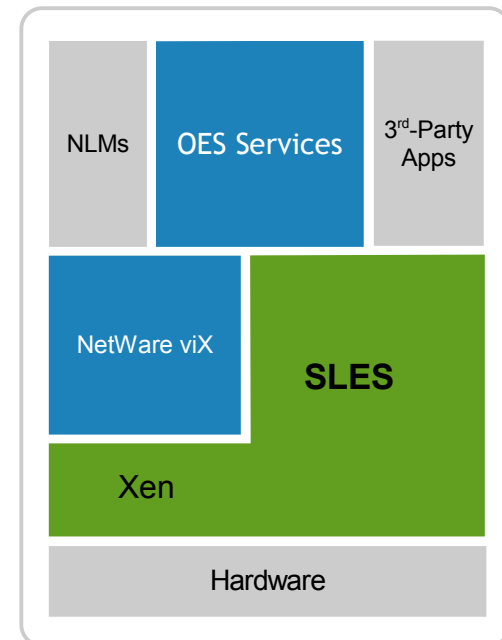 NLMs
OES Services
3rd-Party
Apps
NetWare viX
SLES
Xen
Hardware